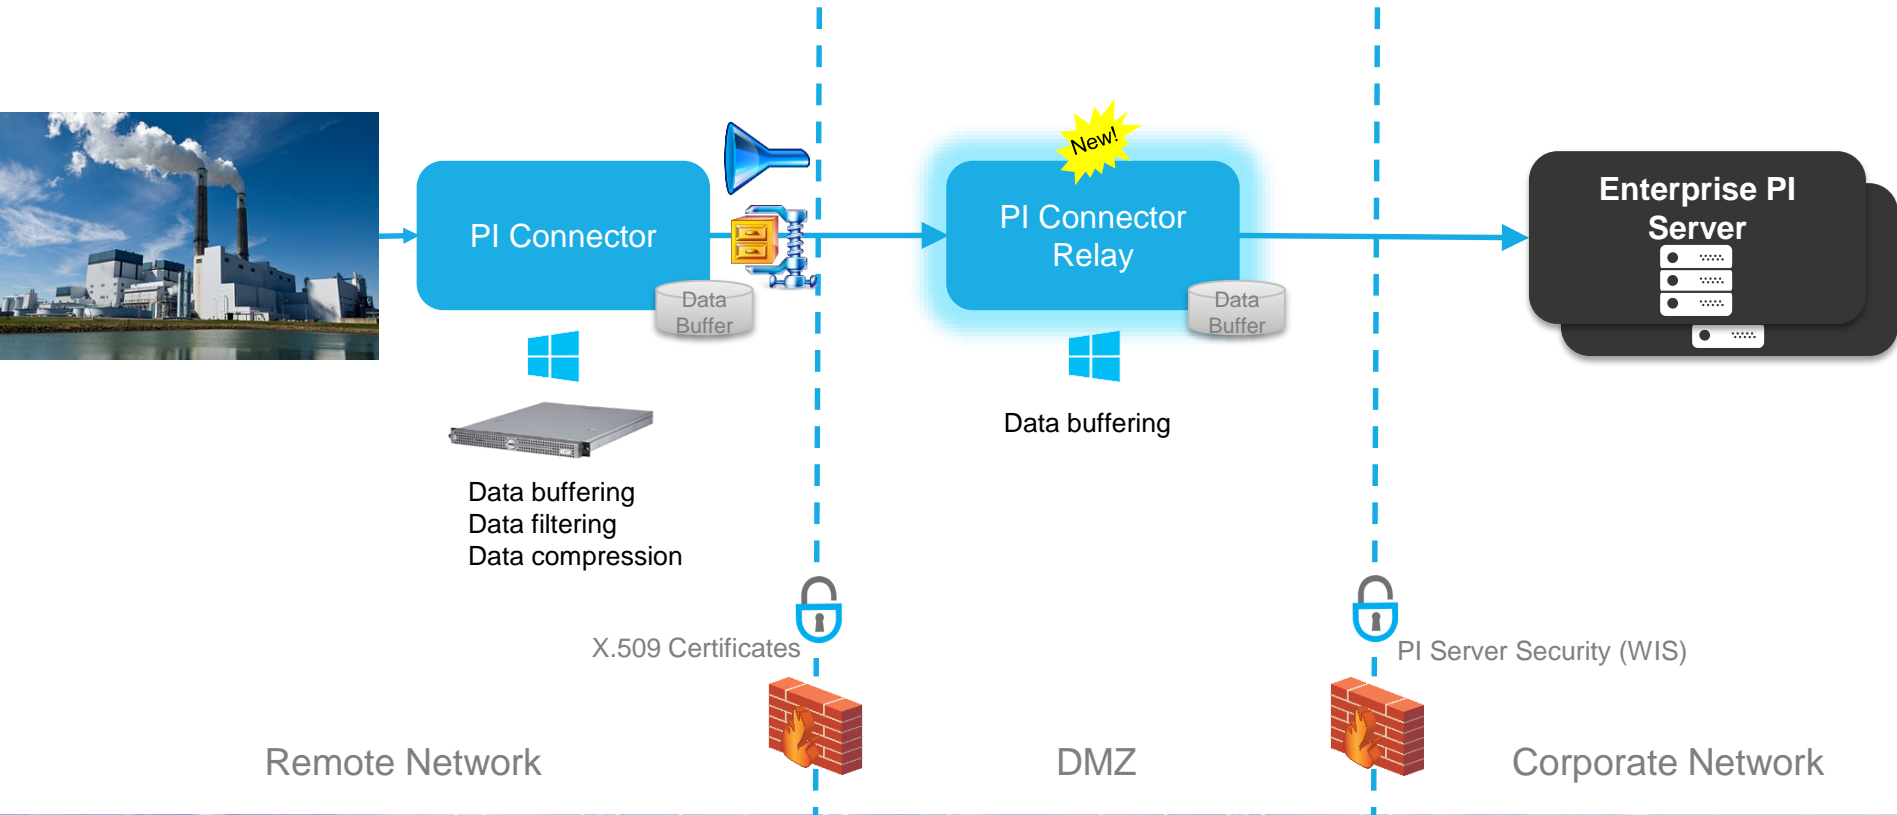 New!
PI Connector
PI Connector
Relay
Enterprise PI
Server
Data
Buffer
Data
Buffer
Data buffering
Data filtering
Data compression
Data buffering
X.509 Certificates
PI Server Security (WIS)
Remote Network
DMZ
Corporate Network